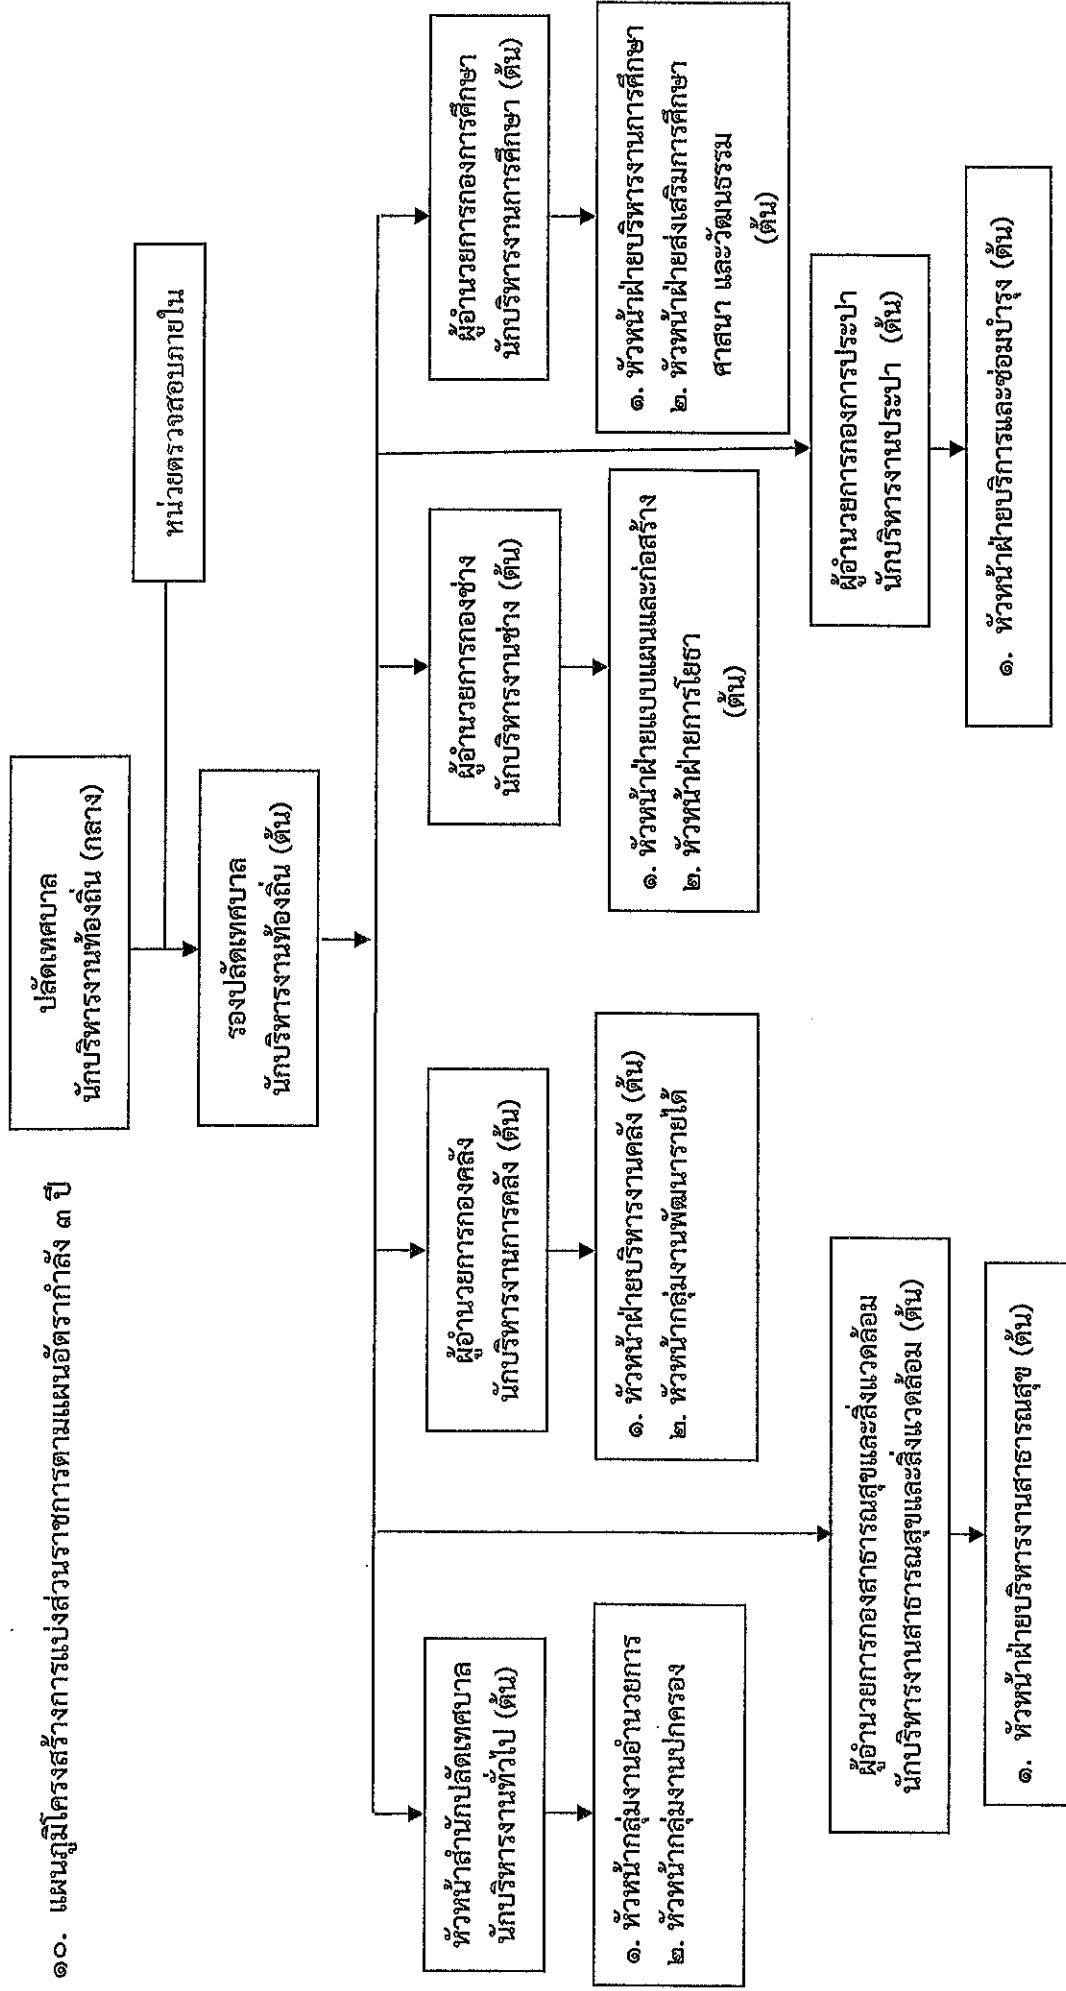 ๑๐. แผนภูมิโครงสร้างการแบ่งส่วนราชการตามแผนอัตรากำลัง ๓ ปี
ปลัดเทศบาล
นักบริหารงานท้องถิ่น (กลาง)
หน่วยตรวจสอบภายใน
รองปลัดเทศบาล
นักบริหารงานท้องถิ่น (ต้น)
หัวหน้าสำนักปลัดเทศบาล
นักบริหารงานทั่วไป (ต้น)
๑. หัวหน้ากลุ่มงานอำนวยการ
๒. หัวหน้ากลุ่มงานปกครอง
ผู้อำนวยการกองคลัง
นักบริหารงานการคลัง (ต้น)
๑. หัวหน้าฝ่ายบริหารงานคลัง (ต้น)
๒. หัวหน้ากลุ่มงานพัฒนารายได้
ผู้อำนวยการกองช่าง
นักบริหารงานช่าง (ต้น)
๑. หัวหน้าฝ่ายแบบแผนและก่อสร้าง
๒. หัวหน้าฝ่ายการโยธา
(ต้น)
ผู้อำนวยการกองการศึกษา
นักบริหารงานการศึกษา (ต้น)
๑. หัวหน้าฝ่ายบริหารงานการศึกษา
๒. หัวหน้าฝ่ายส่งเสริมการศึกษา
ศาสนา และวัฒนธรรม
(ต้น)
ผู้อำนวยการกองสาธารณสุขและสิ่งแวดล้อม
นักบริหารงานสาธารณสุขและสิ่งแวดล้อม (ต้น)
๑. หัวหน้าฝ่ายบริหารงานสาธารณสุข (ต้น)
ผู้อำนวยการกองการประปา
นักบริหารงานประปา (ต้น)
๑. หัวหน้าฝ่ายบริการและซ่อมบำรุง (ต้น)